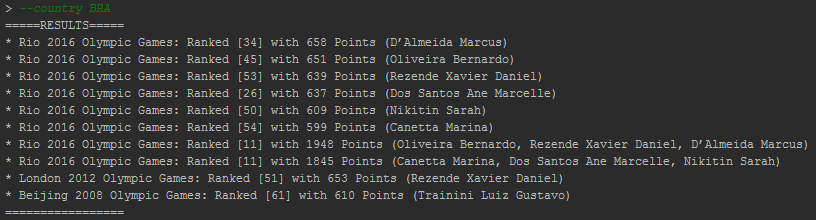 > --country BRA
=====RESULTS=====
* Rio 2016 Olympic Games: Ranked [34] with 658 Points (D’Almeida Marcus)
* Rio 2016 Olympic Games: Ranked [45] with 651 Points (Oliveira Bernardo)
* Rio 2016 Olympic Games: Ranked [53] with 639 Points (Rezende Xavier Daniel)
* Rio 2016 Olympic Games: Ranked [26] with 637 Points (Dos Santos Ane Marcelle)
* Rio 2016 Olympic Games: Ranked [50] with 609 Points (Nikitin Sarah)
* Rio 2016 Olympic Games: Ranked [54] with 599 Points (Canetta Marina)
* Rio 2016 Olympic Games: Ranked [11] with 1948 Points (Oliveira Bernardo, Rezende Xavier Daniel, D’Almeida Marcus)
* Rio 2016 Olympic Games: Ranked [11] with 1845 Points (Canetta Marina, Dos Santos Ane Marcelle, Nikitin Sarah)
* London 2012 Olympic Games: Ranked [51] with 653 Points (Rezende Xavier Daniel)
* Beijing 2008 Olympic Games: Ranked [61] with 610 Points (Trainini Luiz Gustavo)
=================